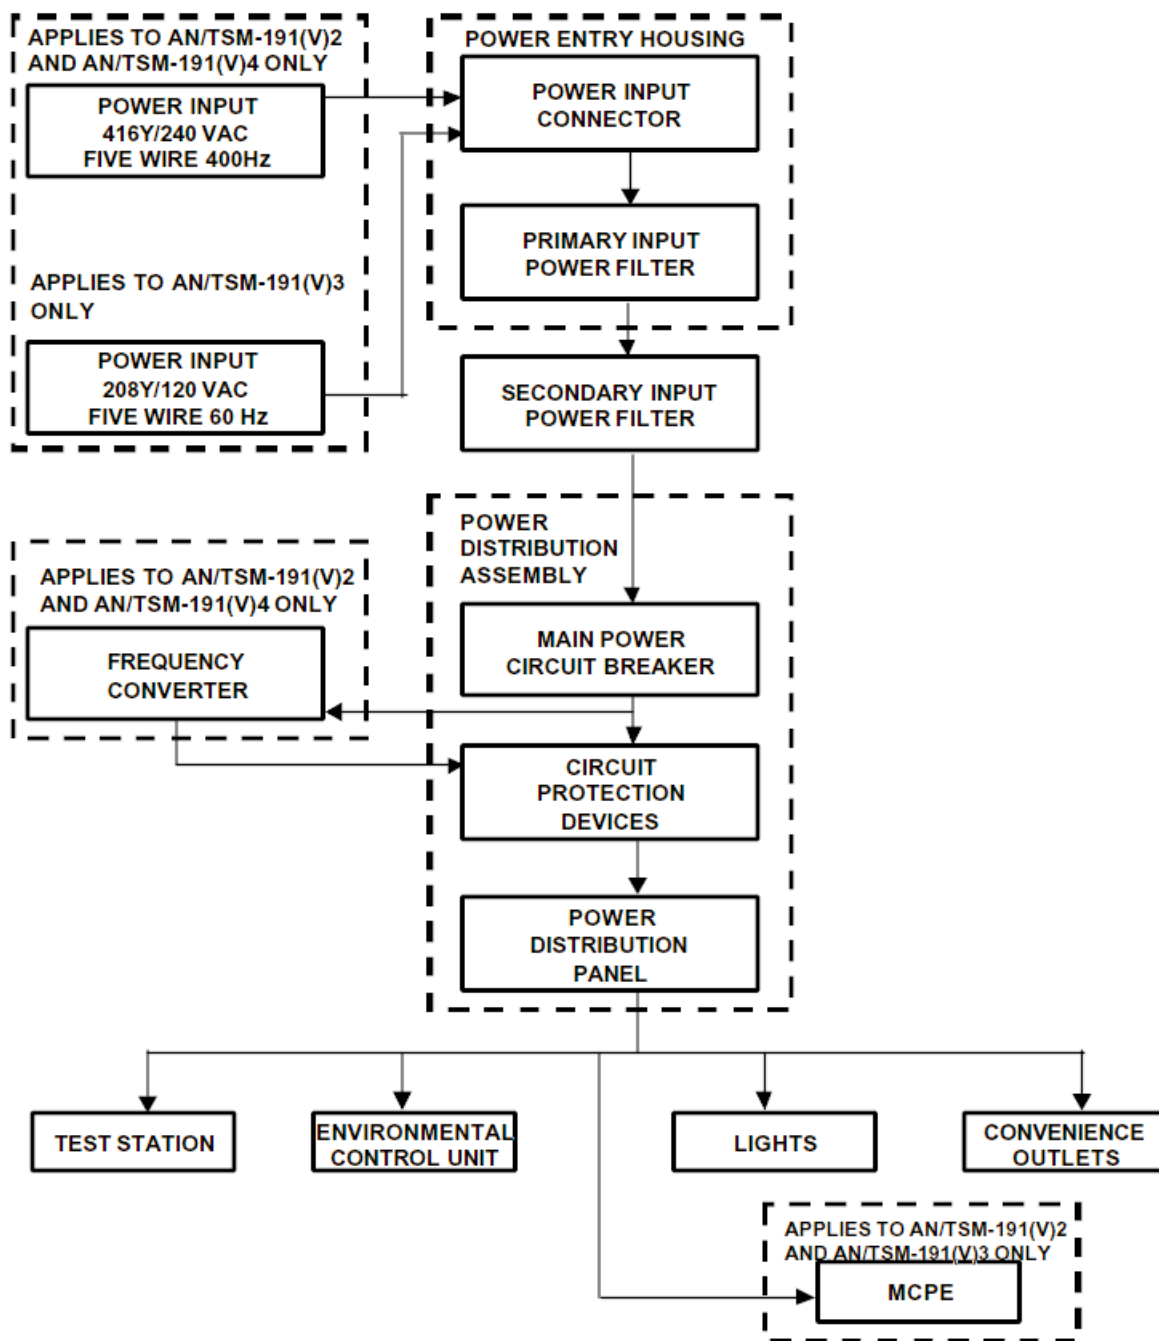 APPLIES TO AN/TSM-191(V)2
AND AN/TSM-191(V)4 ONLY
POWER INPUT
416Y/240 VAC
FIVE WIRE 400Hz
APPLIES TO AN/TSM-191(V)3
ONLY
POWER INPUT
208Y/120 VAC
FIVE WIRE 60 Hz
POWER ENTRY HOUSING
POWER INPUT
CONNECTOR
PRIMARY INPUT
POWER FILTER
SECONDARY INPUT
POWER FILTER
POWER
DISTRIBUTION
ASSEMBLY
MAIN POWER
CIRCUIT BREAKER
APPLIES TO AN/TSM-191(V)2
AND AN/TSM-191(V)4 ONLY
FREQUENCY
CONVERTER
CIRCUIT
PROTECTION
DEVICES
POWER
DISTRIBUTION
PANEL
TEST STATION
ENVIRONMENTAL
CONTROL UNIT
LIGHTS
CONVENIENCE
OUTLETS
APPLIES TO AN/TSM-191(V)2
AND AN/TSM-191(V)3 ONLY
MCPE